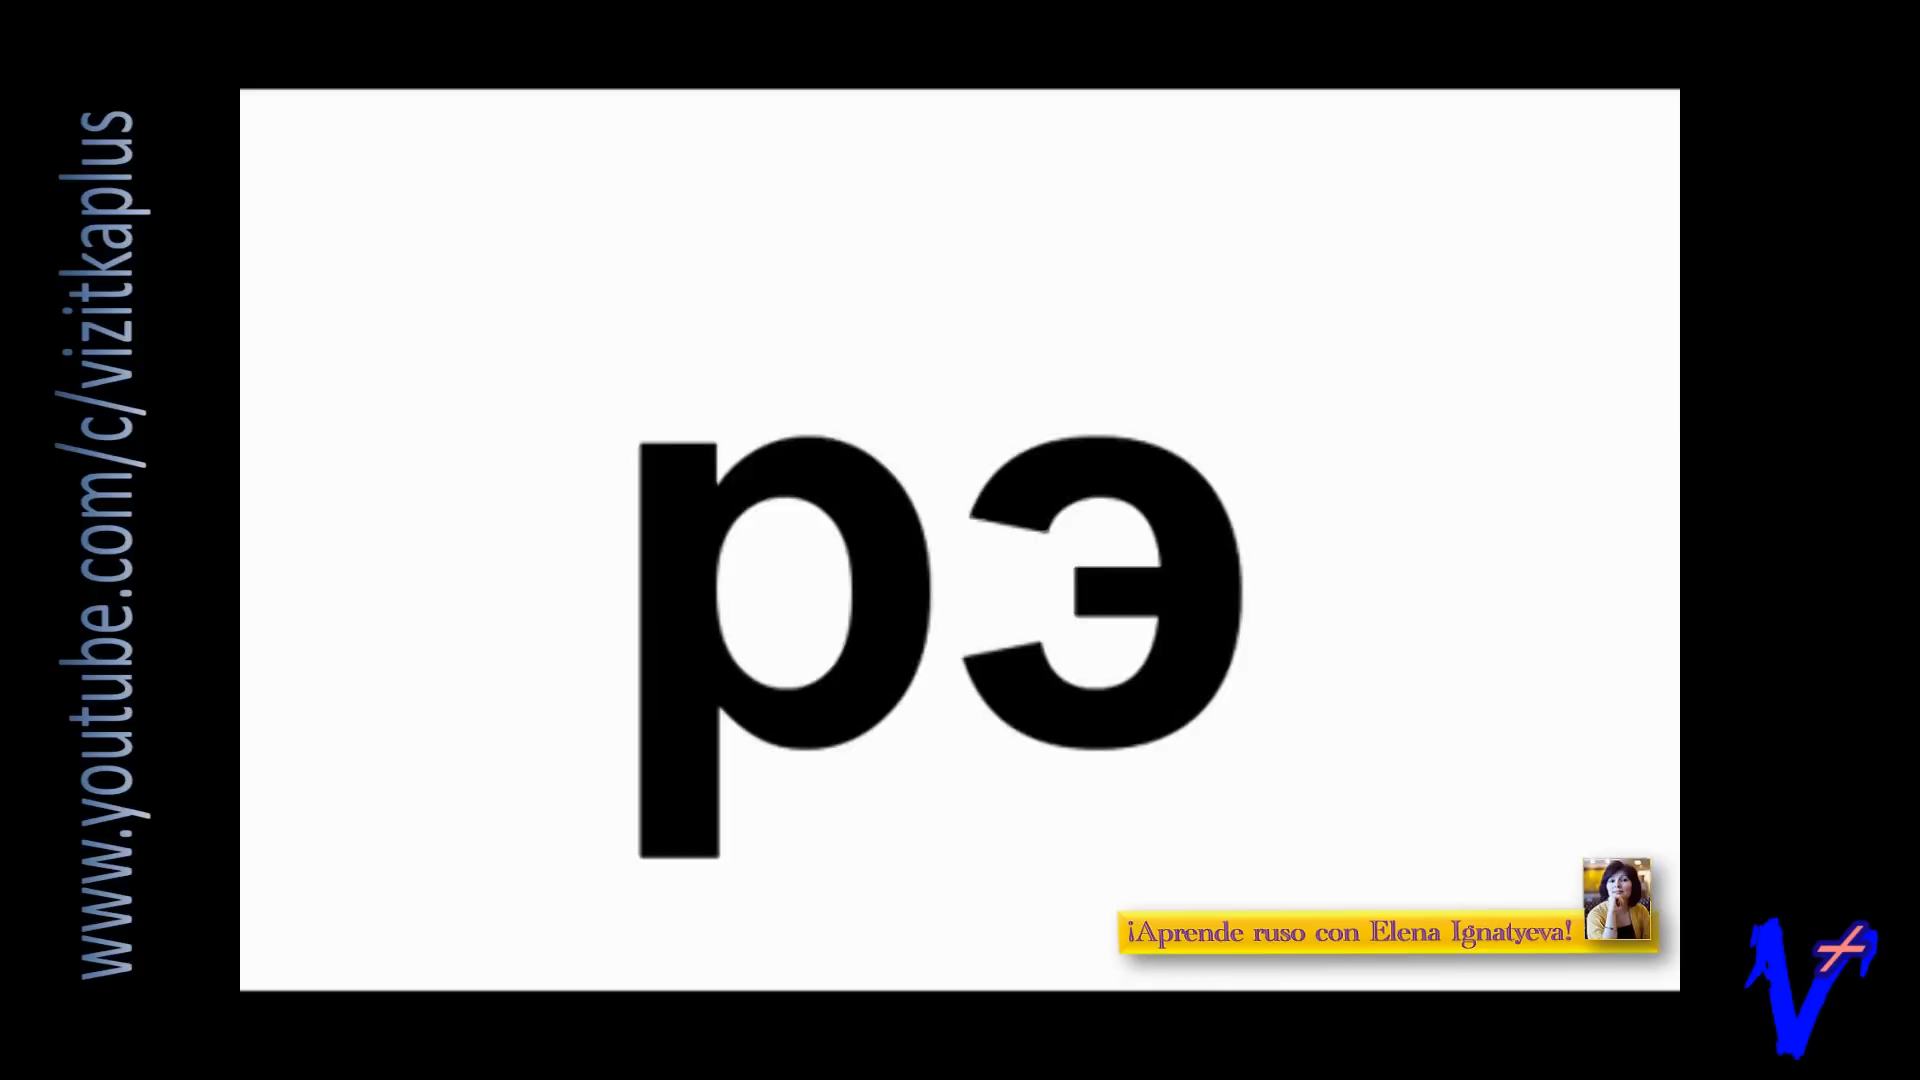 www.youtube.com/c/vizitkaplus
рэ
¡Aprende ruso con Elena Ignatyeva!
V+